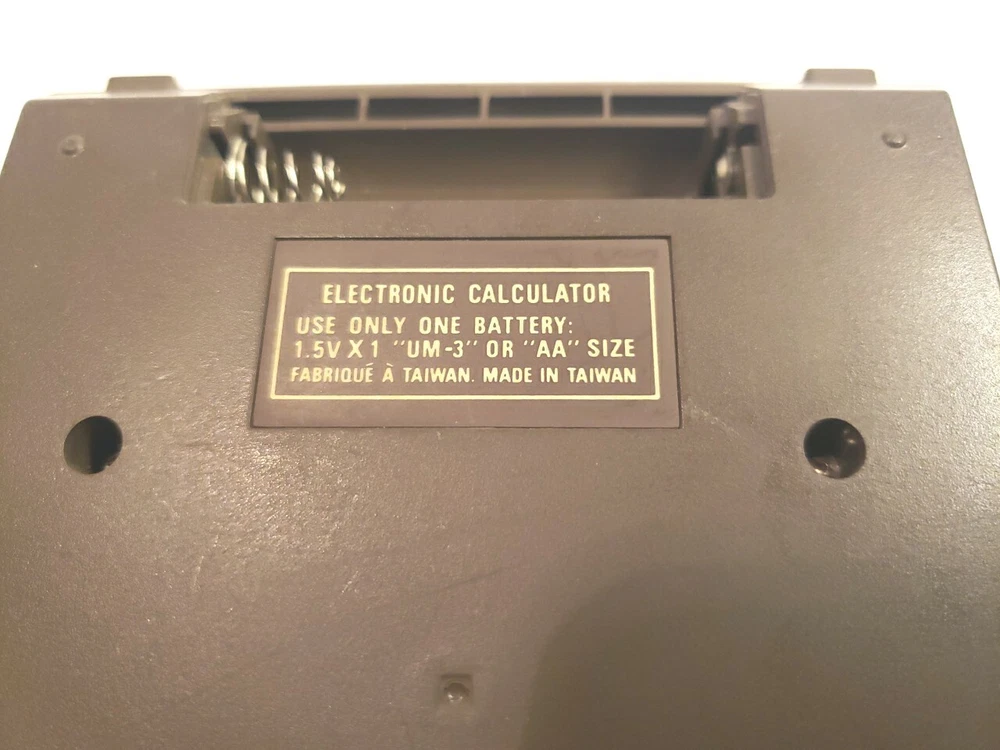 ELECTRONIC CALCULATOR
USE ONLY ONE BATTERY:
1.5V X 1 "UM-3" OR "AA" SIZE
FABRIQUÉ À TAIWAN. MADE IN TAIWAN